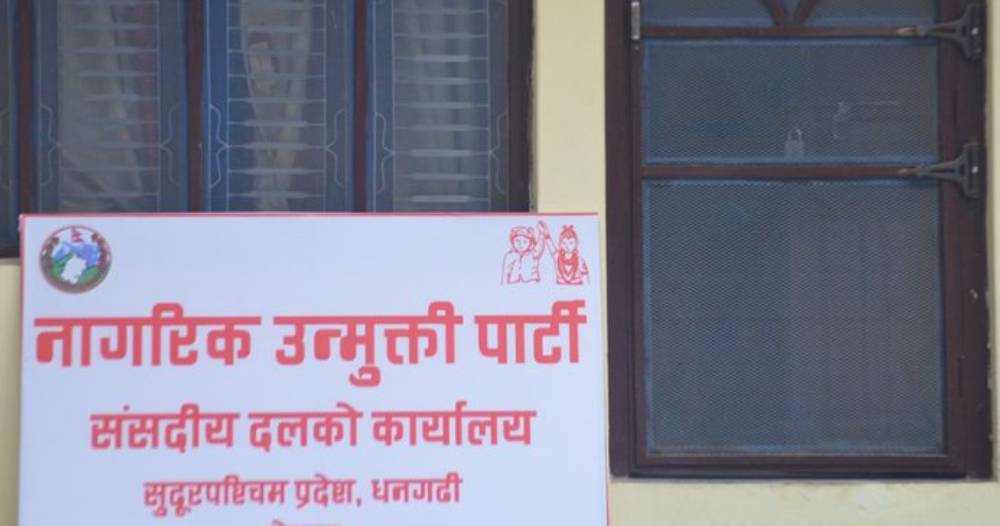 नागरिक उन्मुक्ती पार्टी
संसदीय दलको कार्यालय
सुदूरपश्चिम प्रदेश, धनगढी